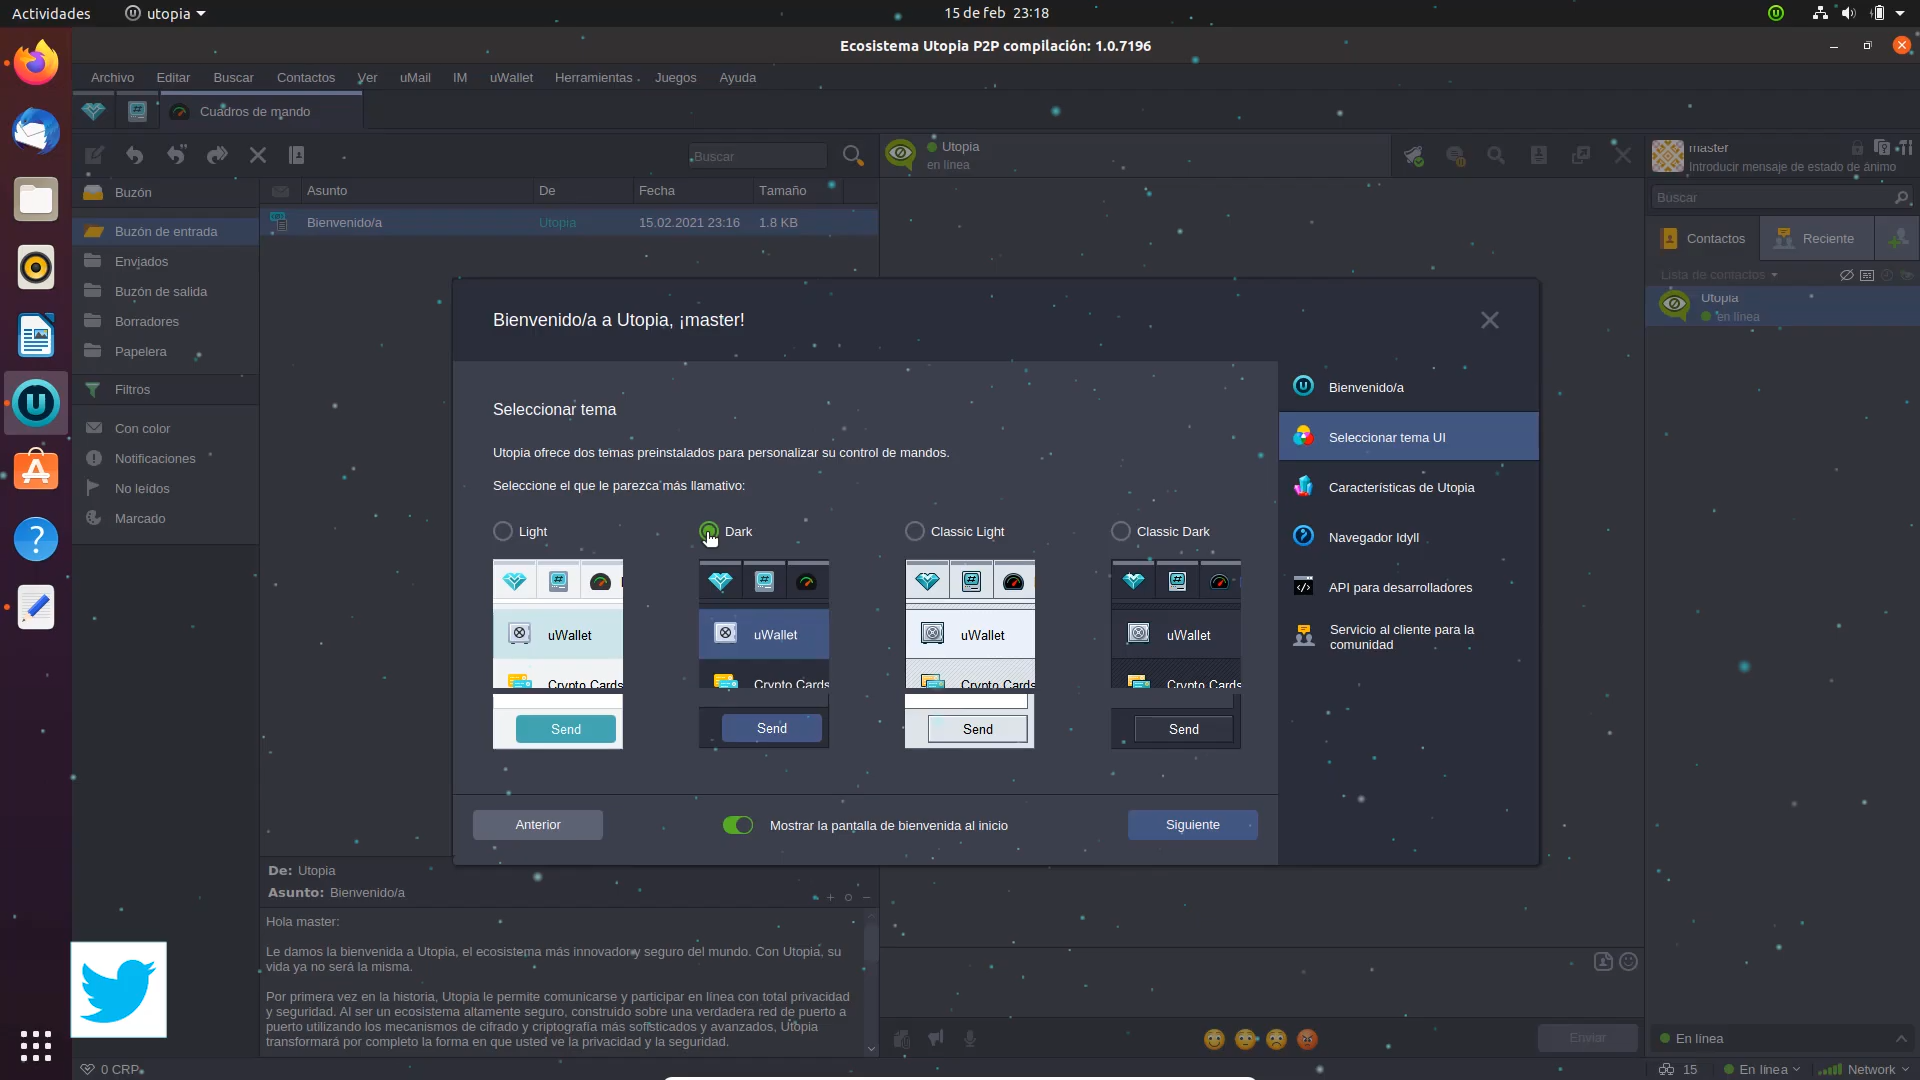 Actividades
utopia
15 de feb 23:18
Ecosistema Utopia P2P compilación: 1.0.7196
Archivo Editar Buscar Contactos Ver uMail IM uWallet Herramientas Juegos Ayuda
Cuadros de mando
Buscar
Utopia
en línea
master
Introducir mensaje de estado de ánimo
Buzón
Asunto De Fecha Tamaño
Buscar
Bienvenido/a Utopia 15.02.2021 23:16 1.8 KB
Buzón de entrada
Enviados
Buzón de salida
Borradores
Papelera
Filtros
Con color
Notificaciones
No leídos
Marcado
Contactos
Reciente
Lista de contactos
Utopia
en línea
Bienvenido/a a Utopia, ¡master!
Seleccionar tema
Utopia ofrece dos temas preinstalados para personalizar su control de mandos.
Seleccione el que le parezca más llamativo:
Light Dark Classic Light Classic Dark
uWallet uWallet uWallet uWallet
Crypto Cards Crypto Cards Crypto Cards Crypto Cards
Send Send Send Send
Anterior
Mostrar la pantalla de bienvenida al inicio
Siguiente
Bienvenido/a
Seleccionar tema UI
Características de Utopia
Navegador Idyll
API para desarrolladores
Servicio al cliente para la
comunidad
De: Utopia
Asunto: Bienvenido/a
Hola master:
Le damos la bienvenida a Utopia, el ecosistema más innovador y seguro del mundo. Con Utopia, su
vida ya no será la misma.
Por primera vez en la historia, Utopia le permite comunicarse y participar en línea con total privacidad
y seguridad. Al ser un ecosistema altamente seguro, construido sobre una verdadera red de puerto a
puerto utilizando los mecanismos de cifrado y criptografía más sofisticados y avanzados, Utopia
transformará por completo la forma en que usted ve la privacidad y la seguridad.
Enviar
En línea
0 CRP
15
En línea
Network